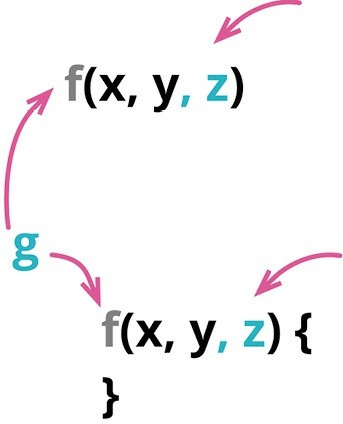 f(x, y, z)
g
f(x, y, z) {
}